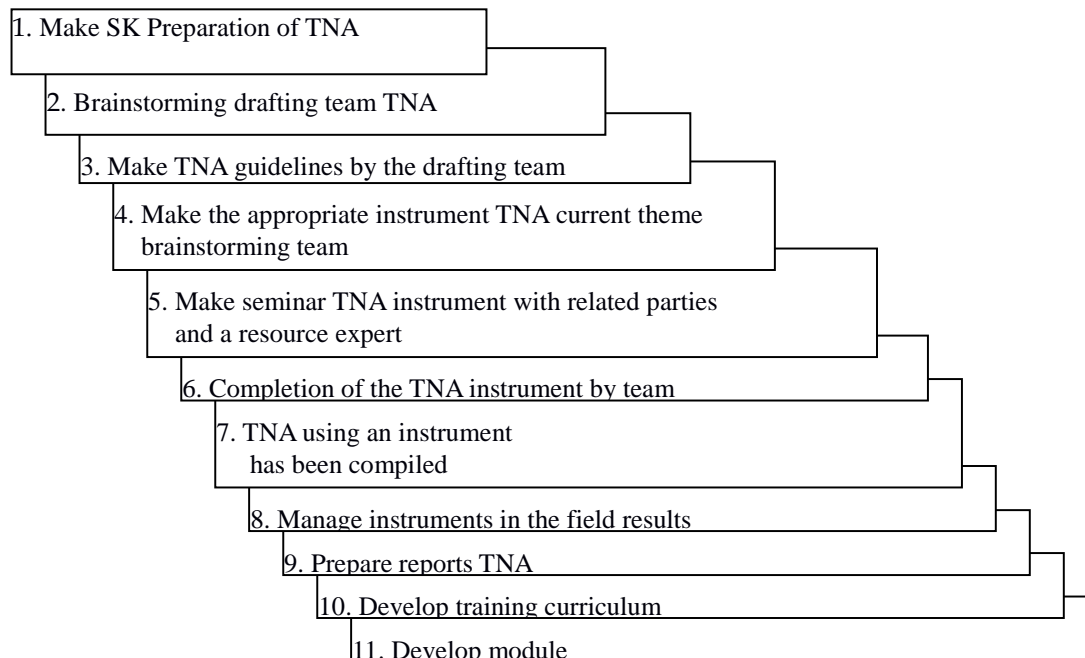 1. Make SK Preparation of TNA
2. Brainstorming drafting team TNA
3. Make TNA guidelines by the drafting team
4. Make the appropriate instrument TNA current theme
brainstorming team
5. Make seminar TNA instrument with related parties
and a resource expert
6. Completion of the TNA instrument by team
7. TNA using an instrument
has been compiled
8. Manage instruments in the field results
9. Prepare reports TNA
10. Develop training curriculum
11. Develop module